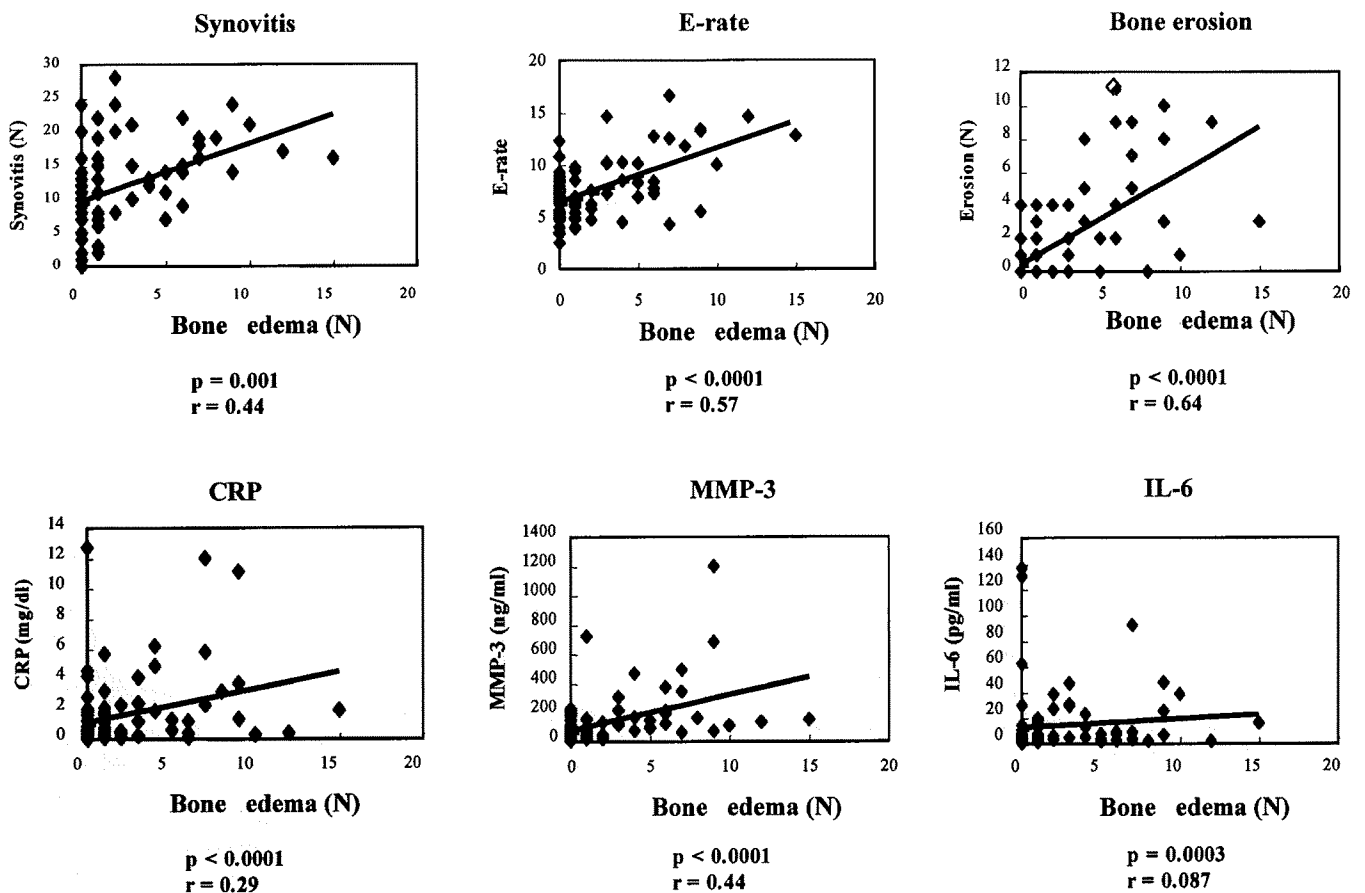 Synovitis
30
25
20
15
10
5
0
Synovitis (N)
0 5 10 15 20
Bone edema (N)
p = 0.001
r = 0.44
E-rate
20
15
10
5
0
E-rate
0 5 10 15 20
Bone edema (N)
p < 0.0001
r = 0.57
Bone erosion
12
10
8
6
4
2
0
Erosion (N)
0 5 10 15 20
Bone edema (N)
p < 0.0001
r = 0.64
CRP
14
12
10
8
6
4
2
0
CRP (mg/dl)
0 5 10 15 20
Bone edema (N)
p < 0.0001
r = 0.29
MMP-3
1400
1200
1000
800
600
400
200
0
MMP-3 (ng/ml)
0 5 10 15 20
Bone edema (N)
p < 0.0001
r = 0.44
IL-6
160
140
120
100
80
60
40
20
0
IL-6 (pg/ml)
0 5 10 15 20
Bone edema (N)
p = 0.0003
r = 0.087